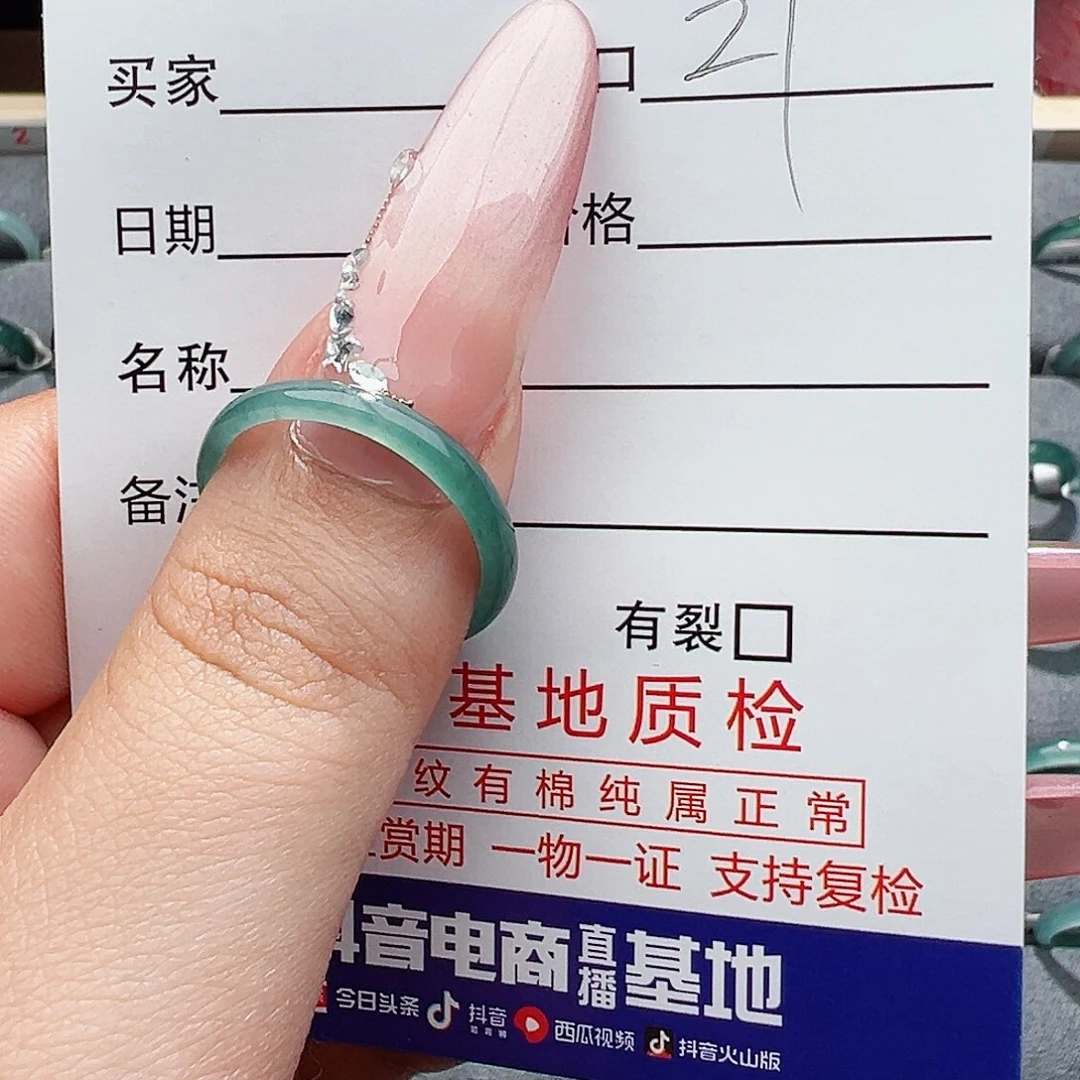 买家 口 21
日期 格
名称
备
有裂
基地质检
纹有棉纯属正常
赏期 一物一证 支持复检
抖音电商直播基地
今日头条 抖音 西瓜视频 抖音火山版